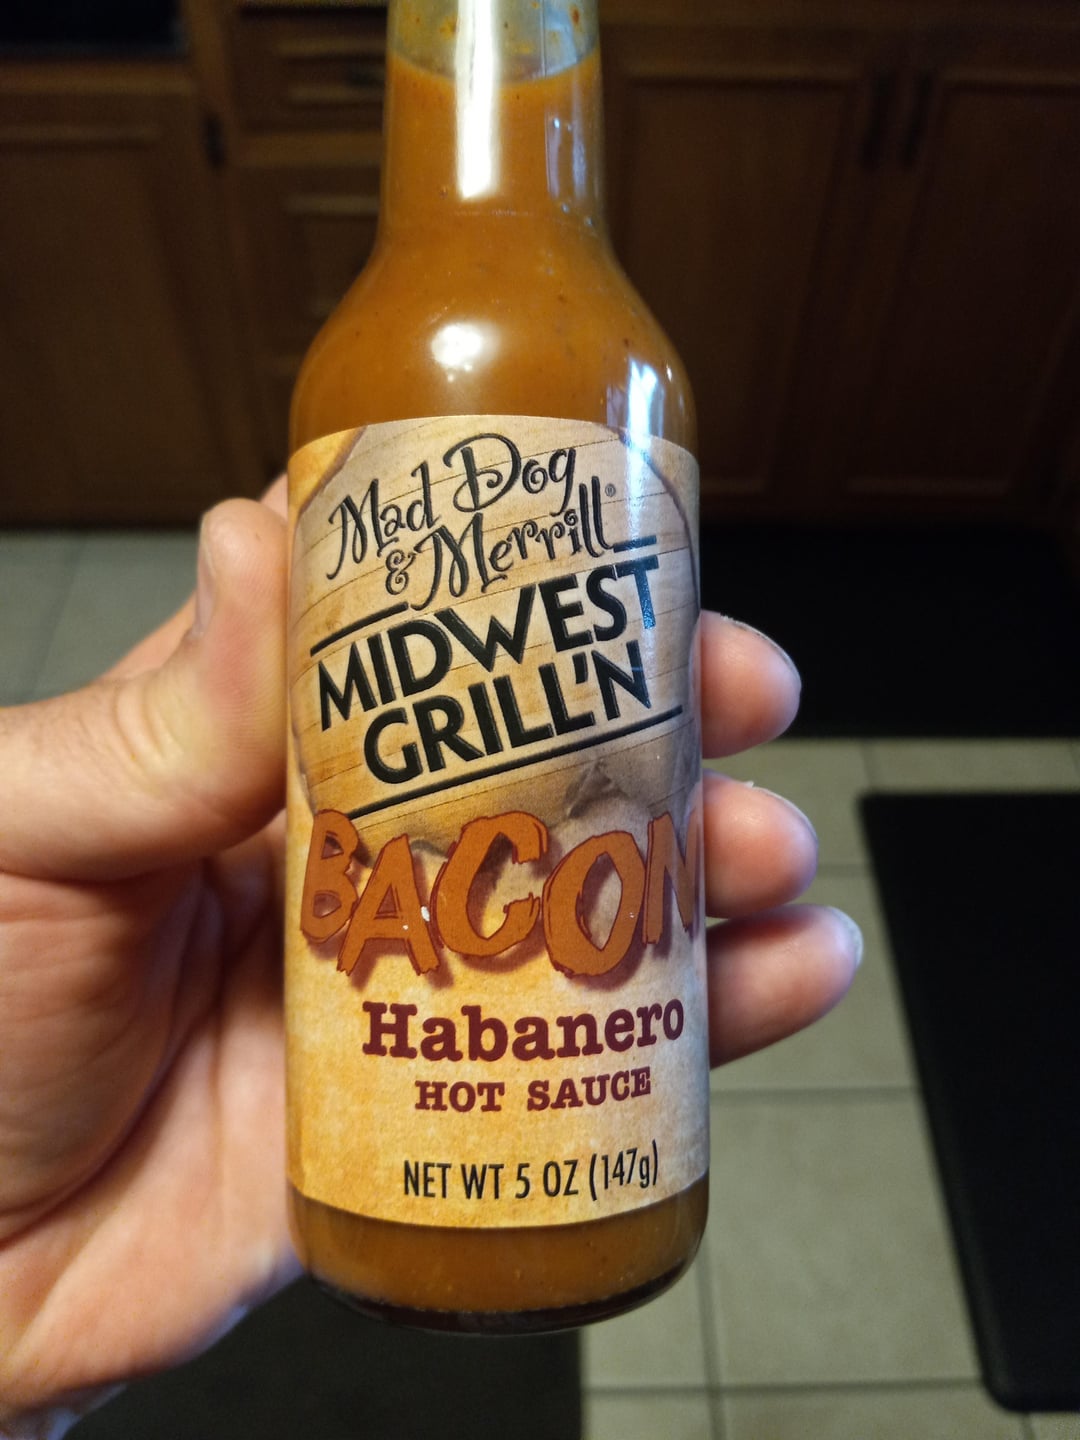 Mad Dog
& Merrill®
MIDWEST
GRILL'N
BACON
Habanero
HOT SAUCE
NET WT 5 OZ (147g)